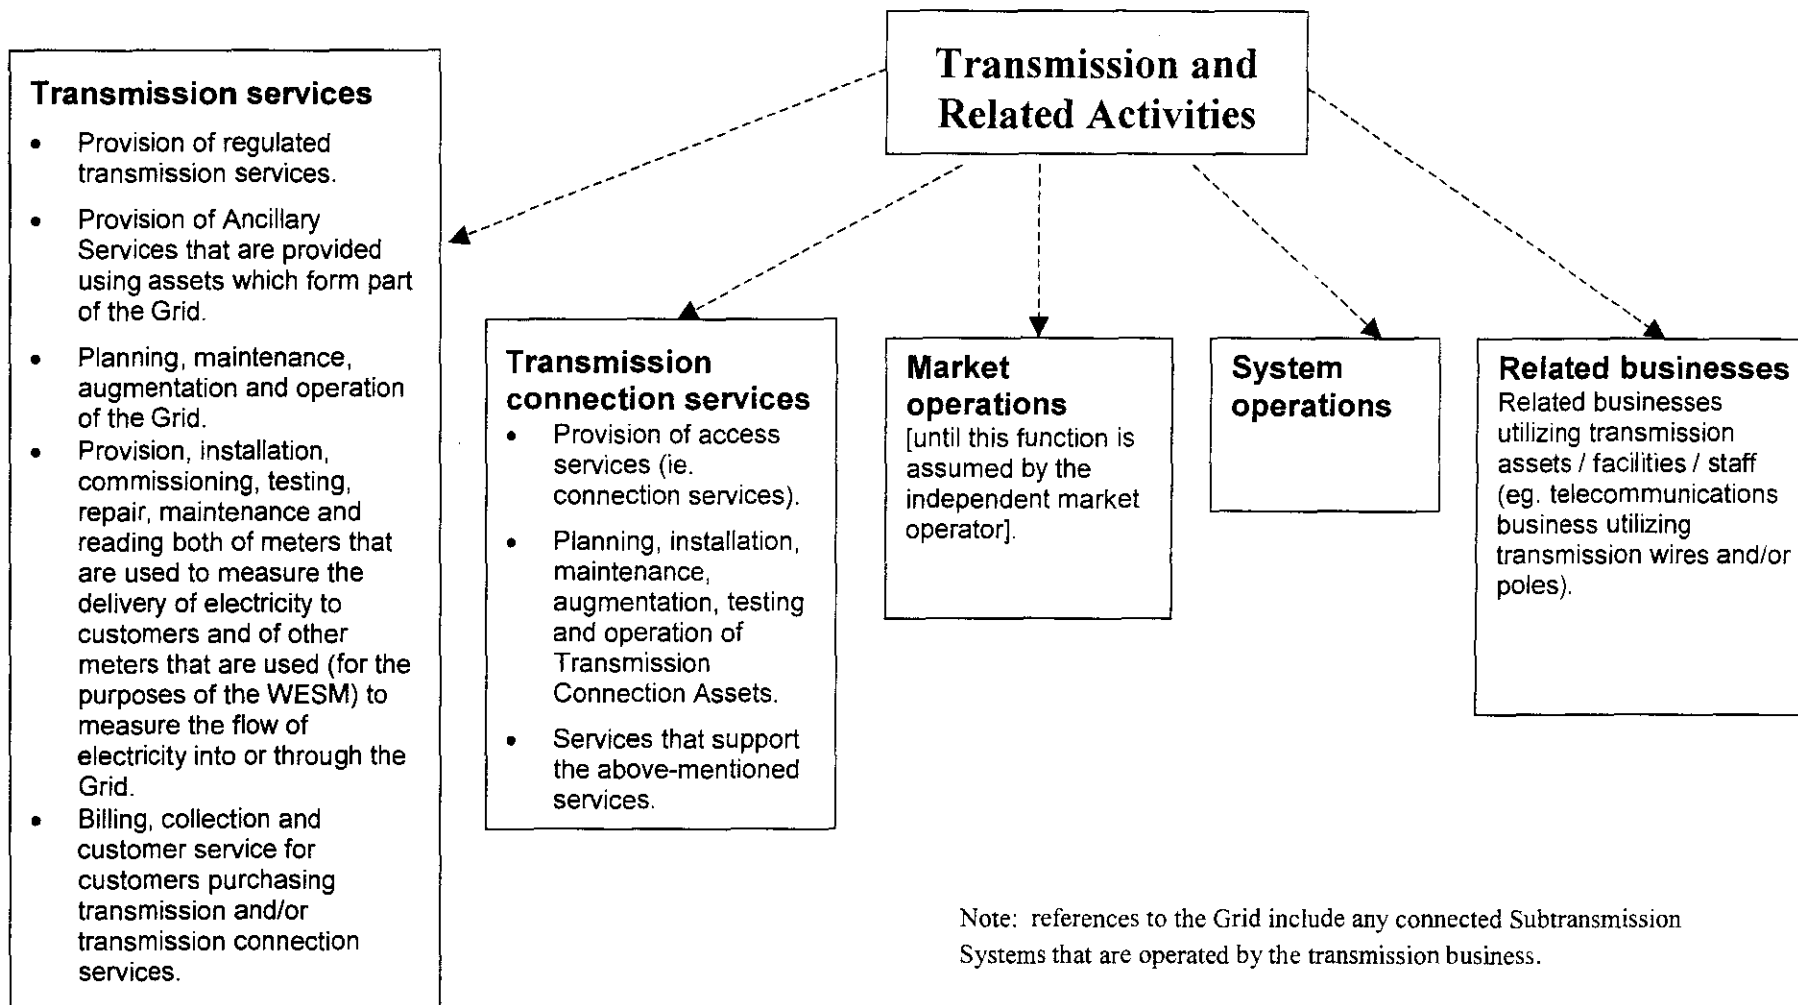 Transmission and
Related Activities
Transmission services
• Provision of regulated
transmission services.
• Provision of Ancillary
Services that are provided
using assets which form part
of the Grid.
• Planning, maintenance,
augmentation and operation
of the Grid.
• Provision, installation,
commissioning, testing,
repair, maintenance and
reading both of meters that
are used to measure the
delivery of electricity to
customers and of other
meters that are used (for the
purposes of the WESM) to
measure the flow of
electricity into or through the
Grid.
• Billing, collection and
customer service for
customers purchasing
transmission and/or
transmission connection
services.
Transmission
connection services
• Provision of access
services (ie.
connection services).
• Planning, installation,
maintenance,
augmentation, testing
and operation of
Transmission
Connection Assets.
• Services that support
the above-mentioned
services.
Market
operations
[until this function is
assumed by the
independent market
operator].
System
operations
Related businesses
Related businesses
utilizing transmission
assets / facilities / staff
(eg. telecommunications
business utilizing
transmission wires and/or
poles).
Note: references to the Grid include any connected Subtransmission
Systems that are operated by the transmission business.